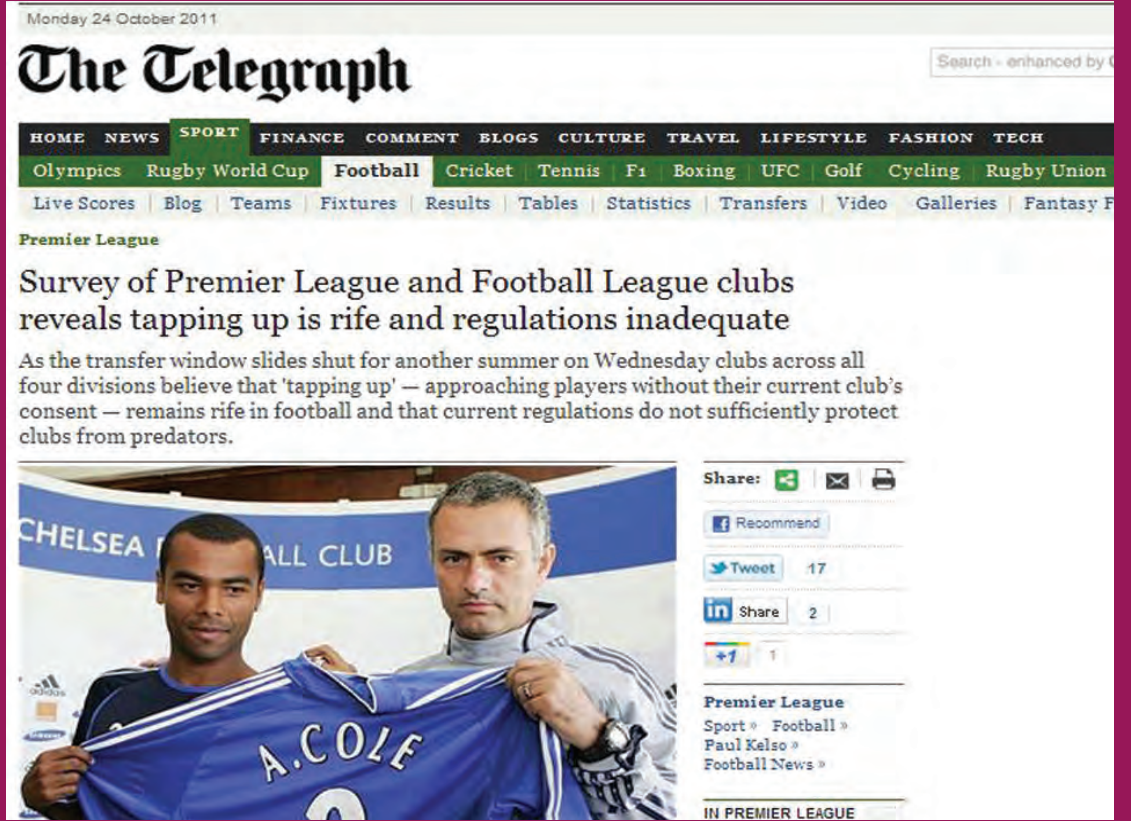 Monday 24 October 2011
The Telegraph
Search - enhanced by
HOME NEWS SPORT FINANCE COMMENT BLOGS CULTURE TRAVEL LIFESTYLE FASHION TECH
Olympics Rugby World Cup Football Cricket Tennis F1 Boxing UFC Golf Cycling Rugby Union
Live Scores Blog Teams Fixtures Results Tables Statistics Transfers Video Galleries Fantasy F
Premier League
Survey of Premier League and Football League clubs
reveals tapping up is rife and regulations inadequate
As the transfer window slides shut for another summer on Wednesday clubs across all
four divisions believe that 'tapping up' — approaching players without their current club's
consent — remains rife in football and that current regulations do not sufficiently protect
clubs from predators.
CHELSEA F ALL CLUB
adidas
A.COLE
Share:
Recommend
Tweet 17
in Share 2
+1 1
Premier League
Sport » Football »
Paul Kelso »
Football News »
IN PREMIER LEAGUE